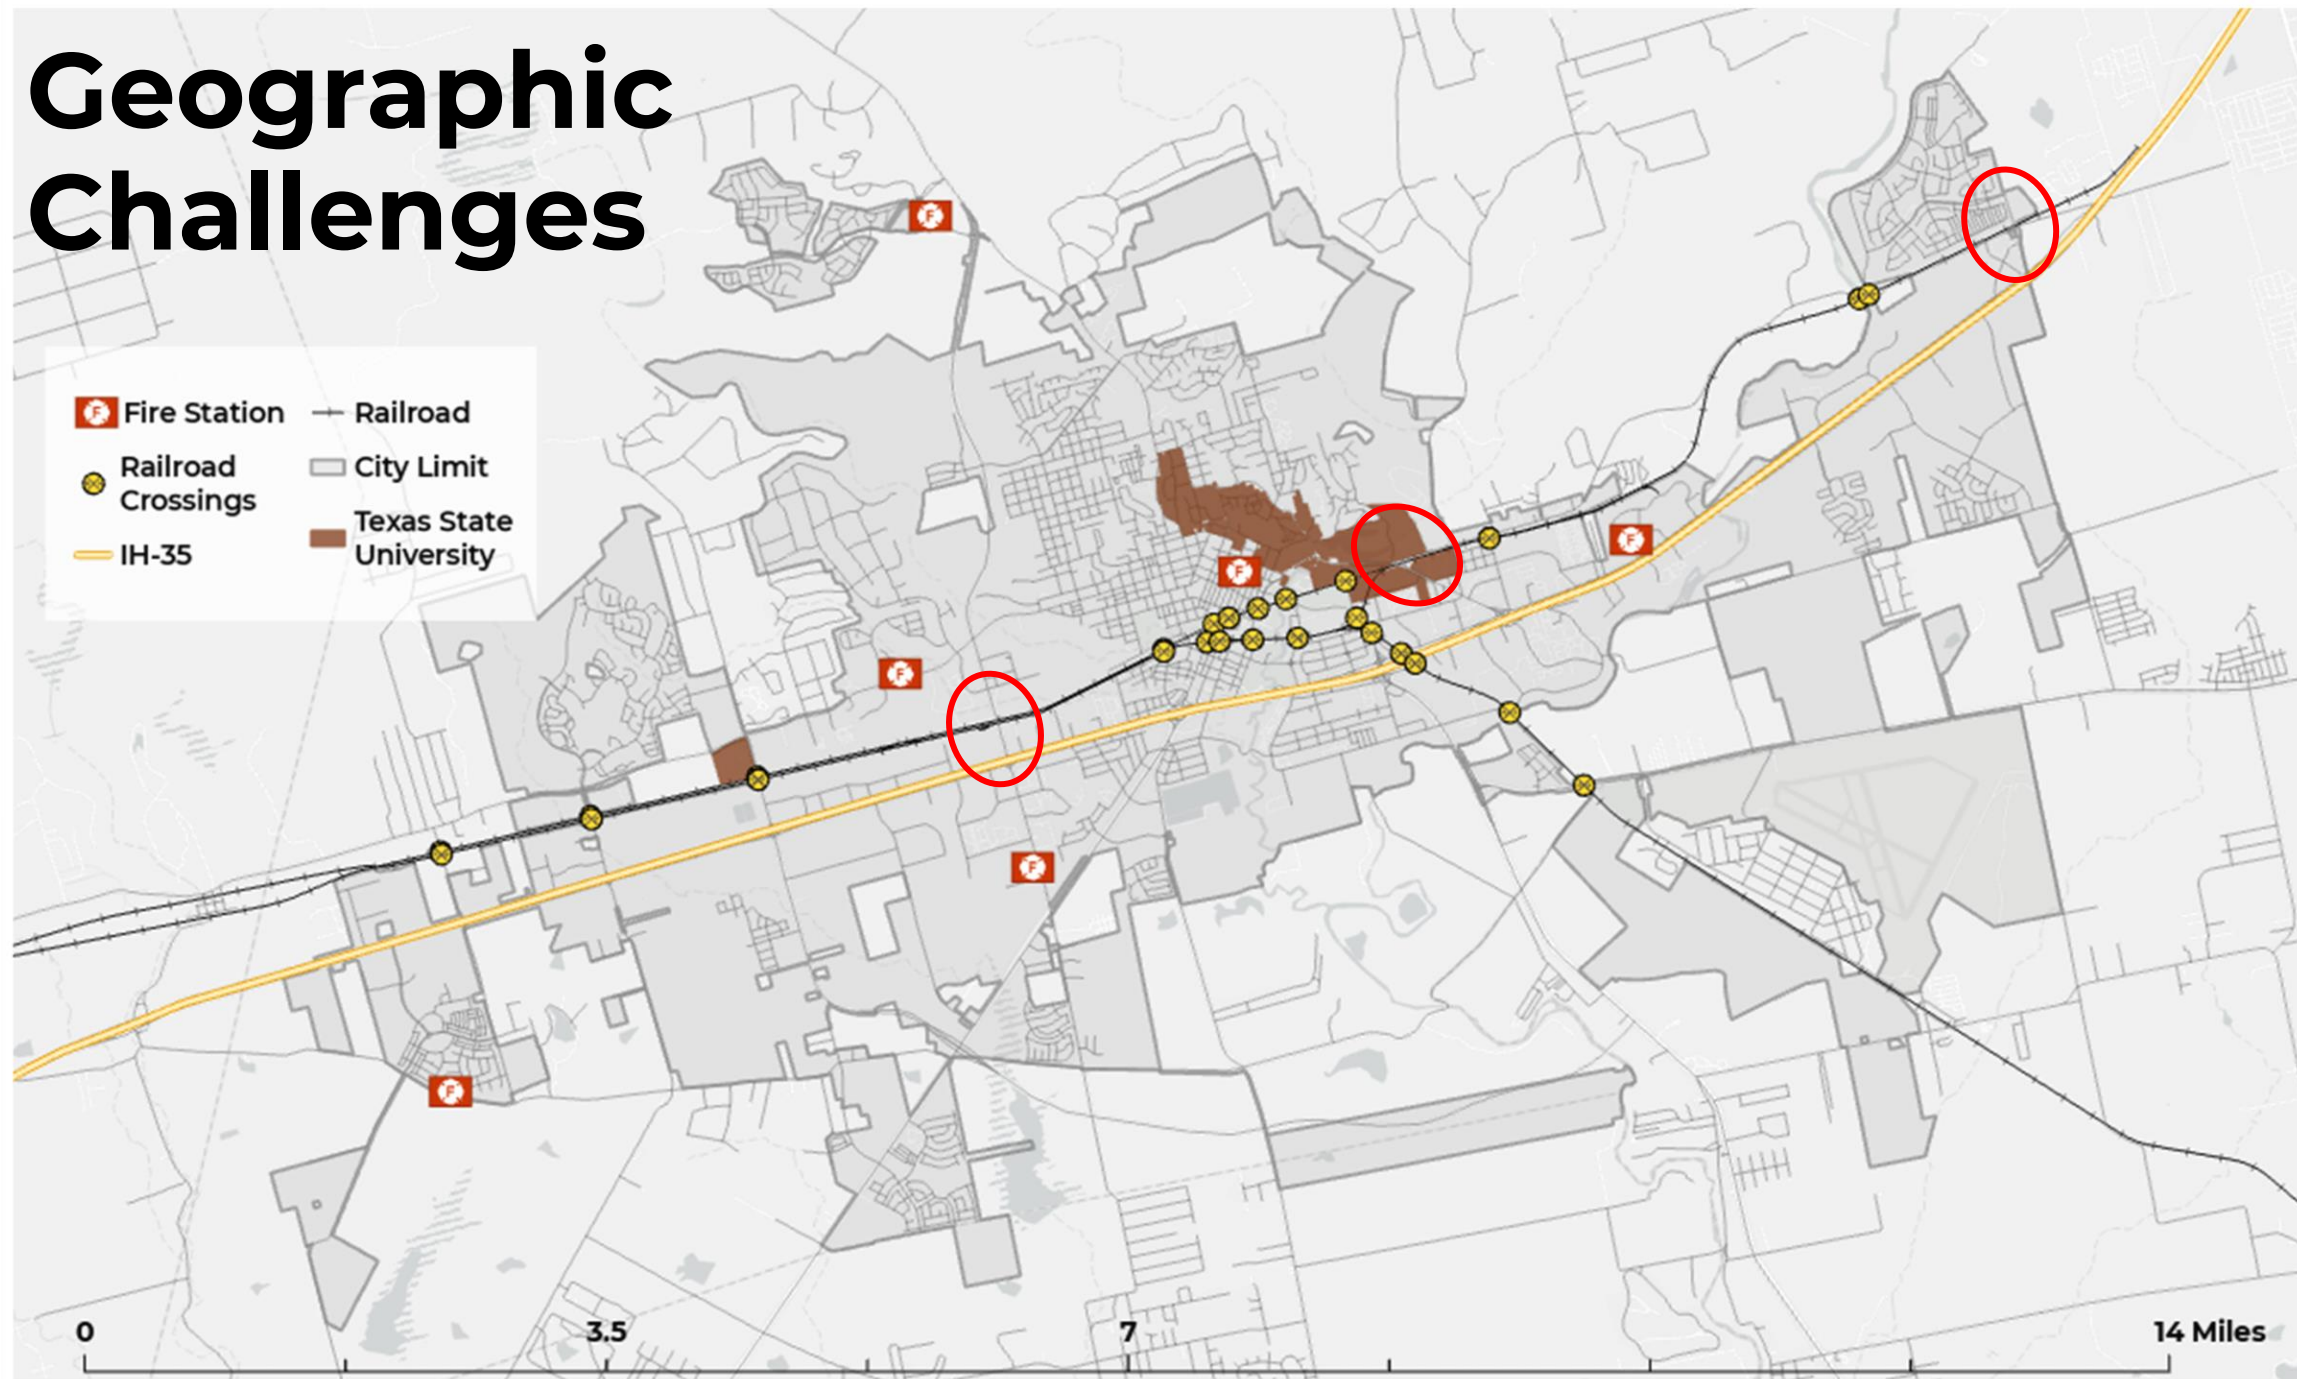 Geographic
Challenges
F Fire Station
Railroad
Railroad
Crossings
City Limit
IH-35
Texas State
University
F
F
F
F
F
F
0
3.5
7
14 Miles